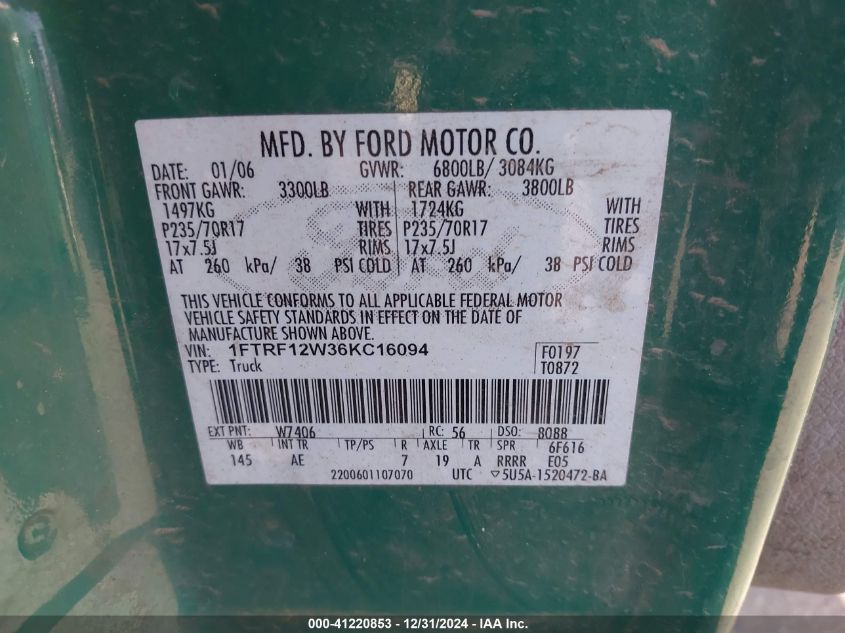 MFD. BY FORD MOTOR CO.
DATE: 01/06 GVWR: 6800LB/ 3084KG
FRONT GAWR: 3300LB REAR GAWR: 3800LB
1497KG WITH 1724KG WITH
P235/70R17 TIRES P235/70R17 TIRES
17x7.5J RIMS 17x7.5J RIMS
AT 260 kPa/ 38 PSI COLD AT 260 kPa/ 38 PSI COLD
THIS VEHICLE CONFORMS TO ALL APPLICABLE FEDERAL MOTOR
VEHICLE SAFETY STANDARDS IN EFFECT ON THE DATE OF
MANUFACTURE SHOWN ABOVE.
VIN: 1FTRF12W36KC16094 F0197
TYPE: Truck T0872
EXT PNT: W7406 RC: 56 DSO: 8088
WB INT TR TP/PS R AXLE TR SPR 6F616
145 AE 7 19 A RRRR E05
2200601107070 UTC ▽5U5A-1520472-BA
000-41220853 - 12/31/2024 - IAA Inc.